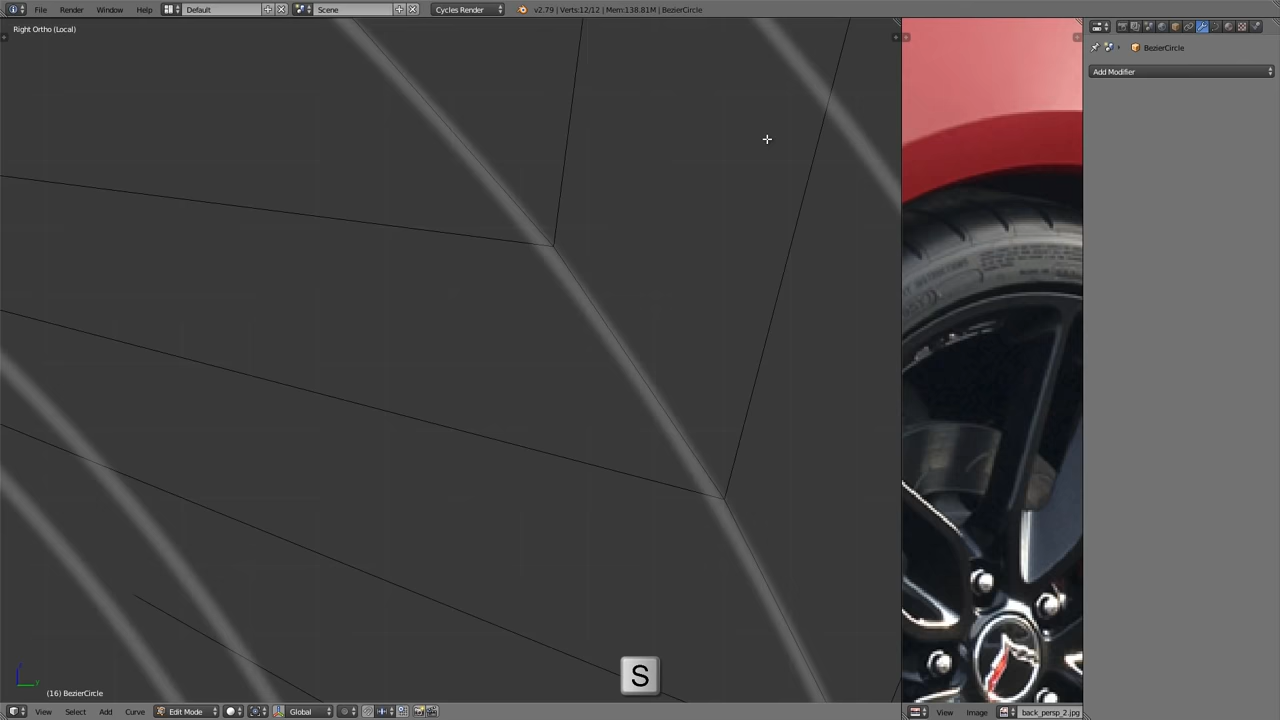 File Render Window Help Default Scene Cycles Render v2.79 | Verts:12/12 | Mem:138.81M | BezierCircle
Right Ortho (Local)
BezierCircle
Add Modifier
S
(16) BezierCircle
View Select Add Curve Edit Mode Global View Image back_persp_2.jpg